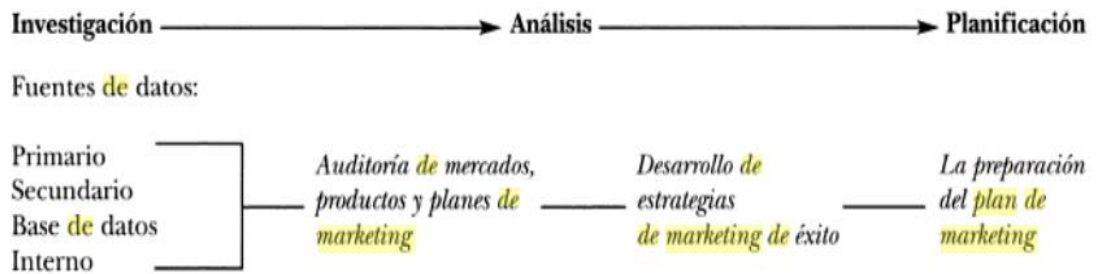 Investigación Análisis Planificación
Fuentes de datos:
Primario
Secundario
Base de datos
Interno
Auditoría de mercados,
productos y planes de
marketing
Desarrollo de
estrategias
de marketing de éxito
La preparación
del plan de
marketing